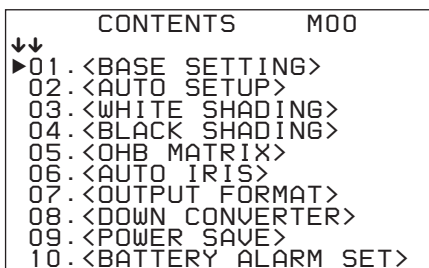 CONTENTS M00
↓↓
▶01.<BASE SETTING>
02.<AUTO SETUP>
03.<WHITE SHADING>
04.<BLACK SHADING>
05.<OHB MATRIX>
06.<AUTO IRIS>
07.<OUTPUT FORMAT>
08.<DOWN CONVERTER>
09.<POWER SAVE>
10.<BATTERY ALARM SET>